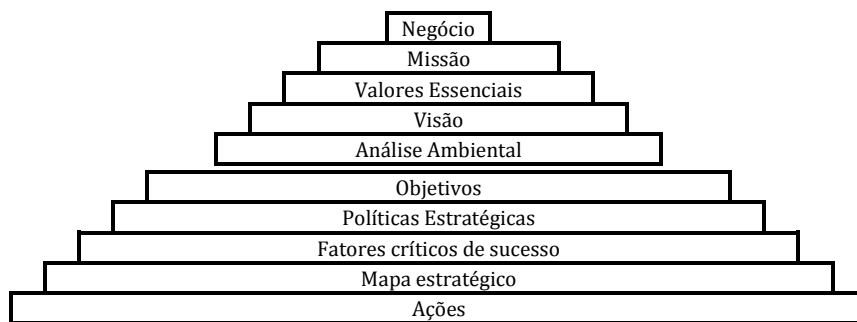 Negócio
Missão
Valores Essenciais
Visão
Análise Ambiental
Objetivos
Políticas Estratégicas
Fatores críticos de sucesso
Mapa estratégico
Ações